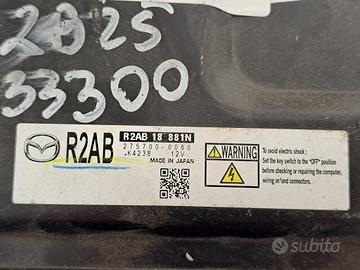 2B25
33300
R2AB
R2AB 18 881N
275700-0060
K4238 12V
MADE IN JAPAN
WARNING
To avoid electric shock :
Set the key switch to the "OFF" position
before checking or repairing the computer,
wiring or/and connectors.
subito